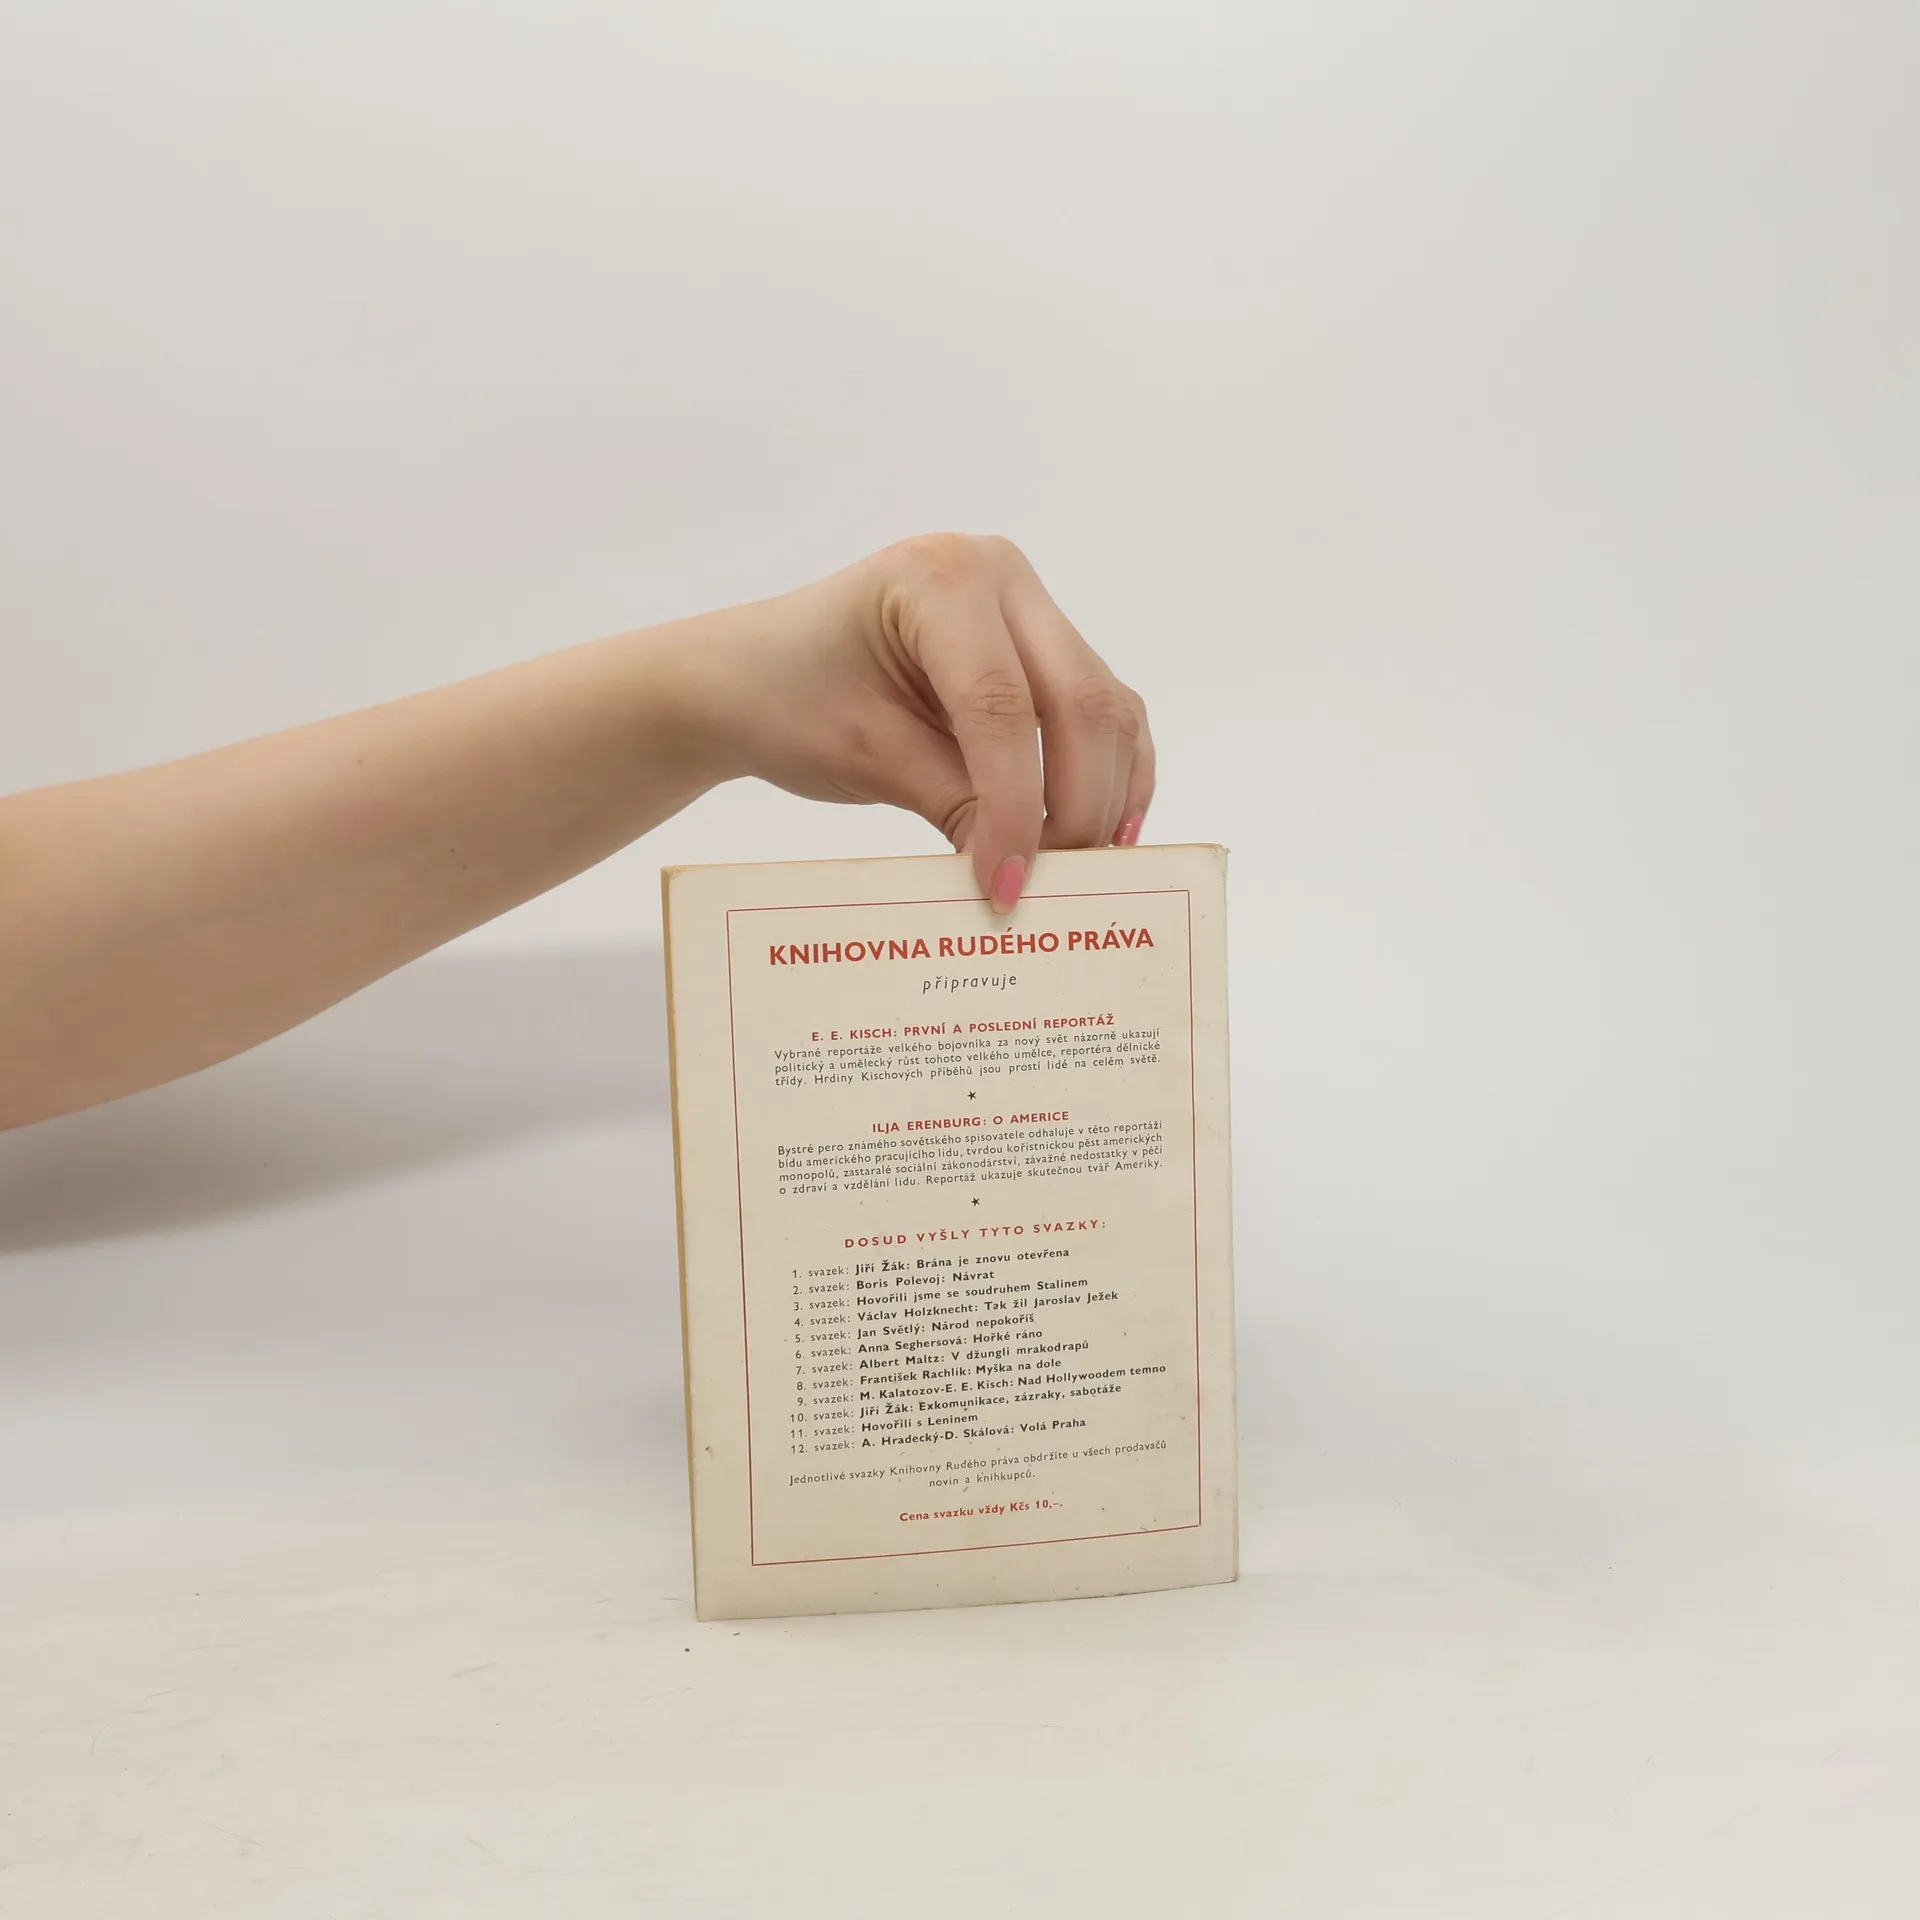 KNIHOVNA RUDÉHO PRÁVA
připravuje
E. E. KISCH: PRVNÍ A POSLEDNÍ REPORTÁŽ
Vybrané reportáže velkého bojovníka za nový svět názorně ukazují
politický a umělecký růst tohoto velkého umělce, reportéra dělnické
třídy. Hrdiny Kischových příběhů jsou prostí lidé na celém světě.
★
ILJA ERENBURG: O AMERICE
Bystré pero známého sovětského spisovatele odhaluje v této reportáži
bídu amerického pracujícího lidu, tvrdou kořistnickou pěst amerických
monopolů, zastaralé sociální zákonodárství, závažné nedostatky v péči
o zdraví a vzdělání lidu. Reportáž ukazuje skutečnou tvář Ameriky.
★
DOSUD VYŠLY TYTO SVAZKY:
1. svazek: Jiří Žák: Brána je znovu otevřena
2. svazek: Boris Polevoj: Návrat
3. svazek: Hovořili jsme se soudruhem Stalinem
4. svazek: Václav Holzknecht: Tak žil Jaroslav Ježek
5. svazek: Jan Světlý: Národ nepokoříš
6. svazek: Anna Seghersová: Hořké ráno
7. svazek: Albert Maltz: V džungli mrakodrapů
8. svazek: František Rachlík: Myška na dole
9. svazek: M. Kalatozov-E. E. Kisch: Nad Hollywoodem temno
10. svazek: Jiří Žák: Exkomunikace, zázraky, sabotáže
11. svazek: Hovořili s Leninem
12. svazek: A. Hradecký-D. Skálová: Volá Praha
Jednotlivé svazky Knihovny Rudého práva obdržíte u všech prodavačů
novin a knihkupců.
Cena svazku vždy Kčs 10,–.